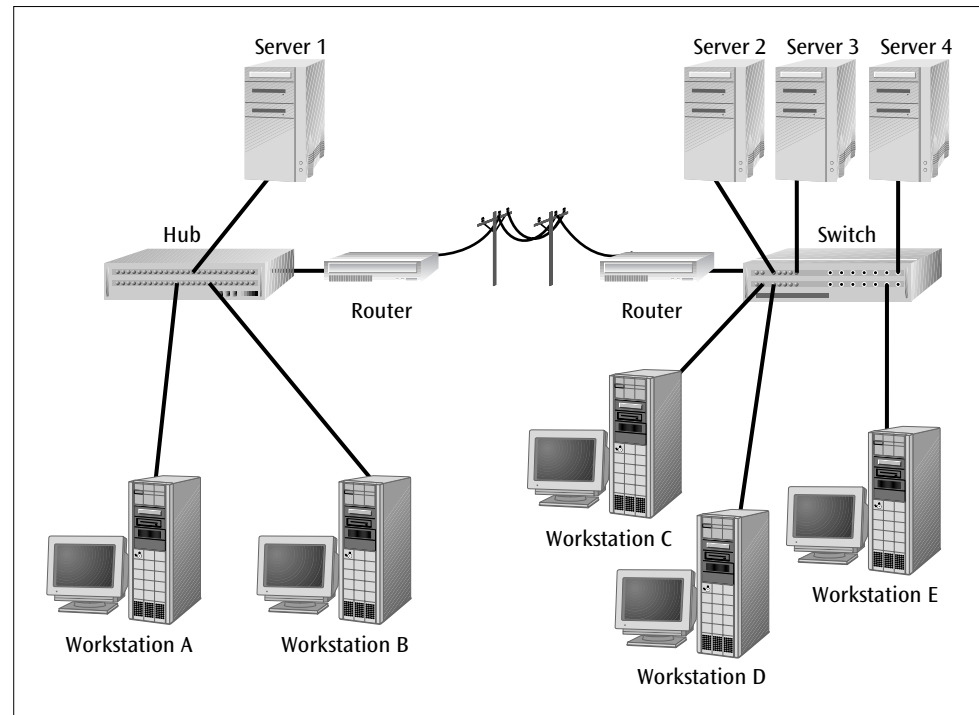 Server 1
Server 2
Server 3
Server 4
Hub
Switch
Router
Router
Workstation C
Workstation E
Workstation A
Workstation B
Workstation D